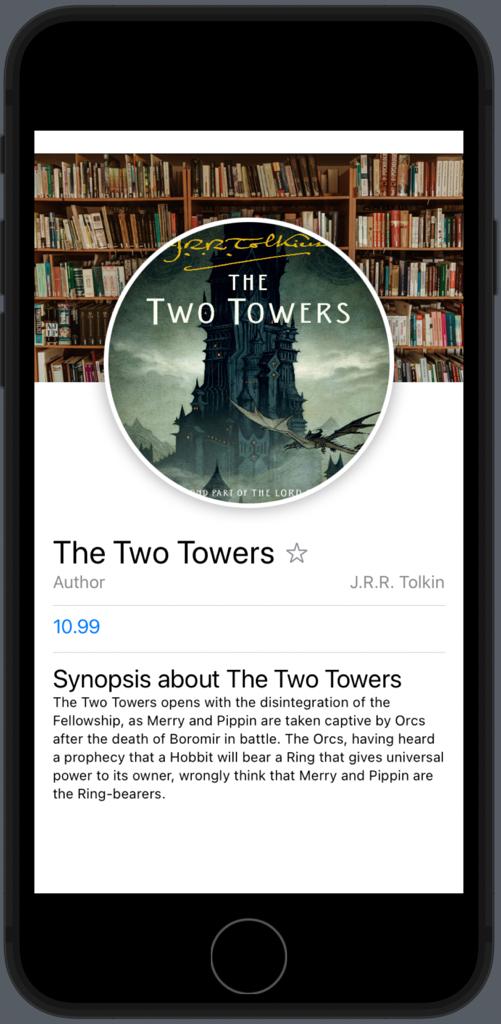 J.R.R. Tolkien
THE
TWO TOWERS
ND PART OF THE LORD
The Two Towers ☆
Author J.R.R. Tolkin
10.99
Synopsis about The Two Towers
The Two Towers opens with the disintegration of the
Fellowship, as Merry and Pippin are taken captive by Orcs
after the death of Boromir in battle. The Orcs, having heard
a prophecy that a Hobbit will bear a Ring that gives universal
power to its owner, wrongly think that Merry and Pippin are
the Ring-bearers.